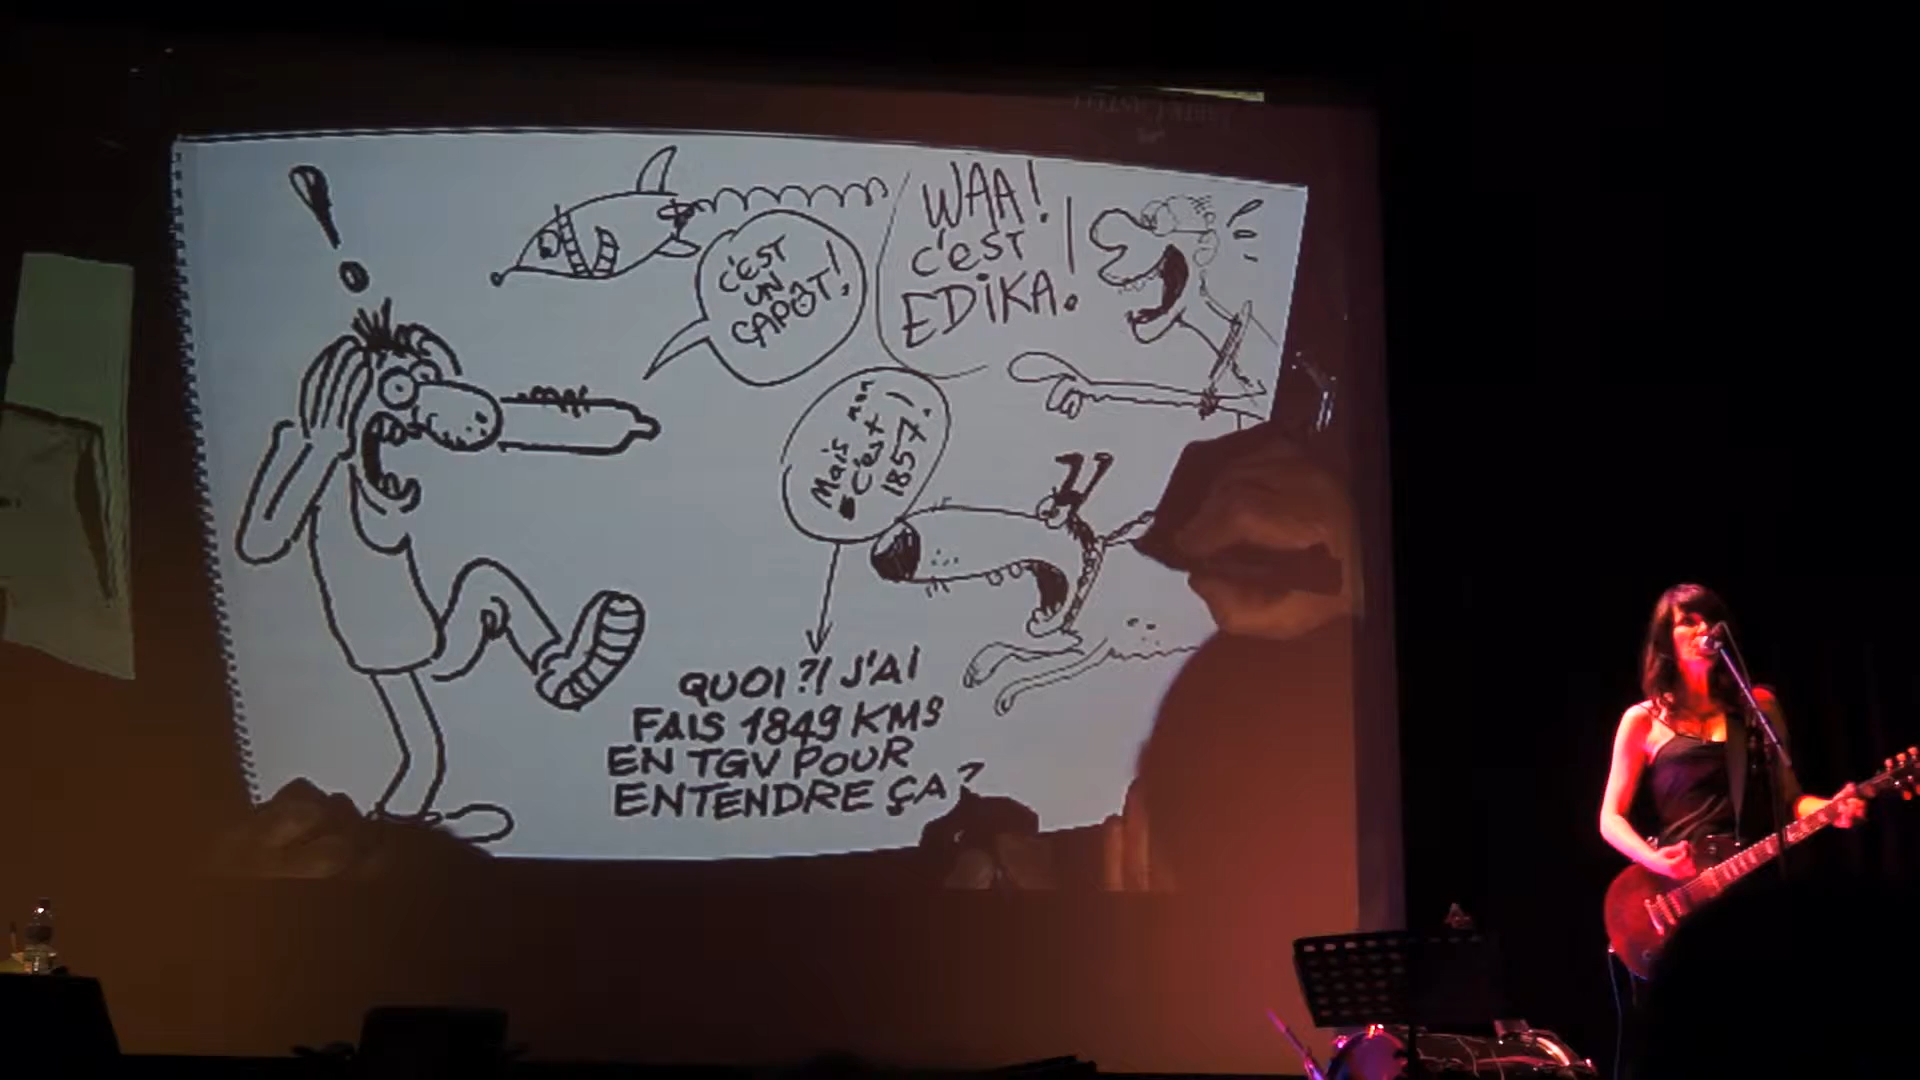 !
C'EST
UN
CAPÔT!
WAA!
c'est
EDIKA.!
Mais non
c'est
1857!
QUOI?! J'AI
FAIS 1849 KMS
EN TGV POUR
ENTENDRE ÇA?